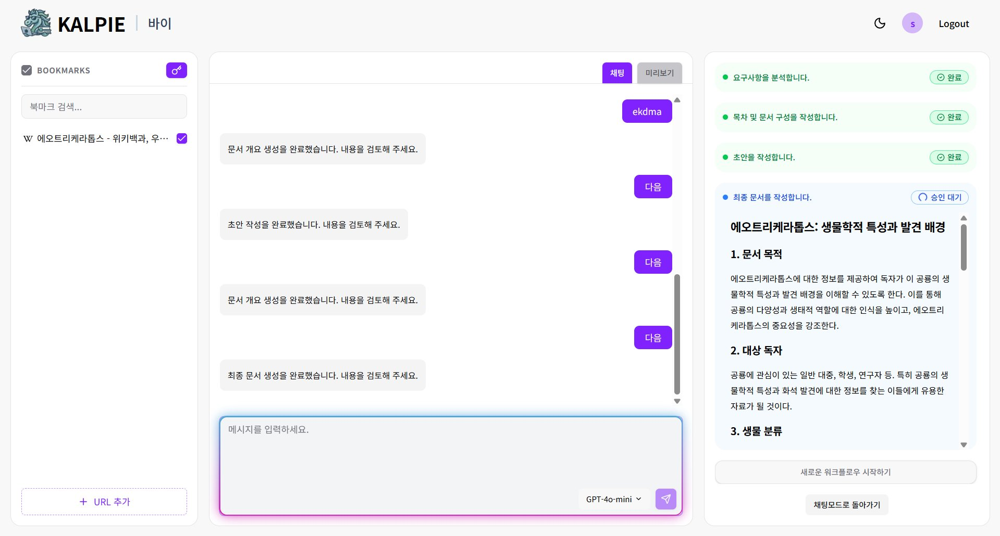 KALPIE
바이
s
Logout
BOOKMARKS
북마크 검색...
W 에오트리케라톱스 - 위키백과, 우…
+ URL 추가
채팅
미리보기
ekdma
문서 개요 생성을 완료했습니다. 내용을 검토해 주세요.
다음
초안 작성을 완료했습니다. 내용을 검토해 주세요.
다음
문서 개요 생성을 완료했습니다. 내용을 검토해 주세요.
다음
최종 문서 생성을 완료했습니다. 내용을 검토해 주세요.
메시지를 입력하세요.
GPT-4o-mini
요구사항을 분석합니다.
완료
목차 및 문서 구성을 작성합니다.
완료
초안을 작성합니다.
완료
최종 문서를 작성합니다.
승인 대기
에오트리케라톱스: 생물학적 특성과 발견 배경
1. 문서 목적
에오트리케라톱스에 대한 정보를 제공하여 독자가 이 공룡의 생
물학적 특성과 발견 배경을 이해할 수 있도록 한다. 이를 통해
공룡의 다양성과 생태적 역할에 대한 인식을 높이고, 에오트리
케라톱스의 중요성을 강조한다.
2. 대상 독자
공룡에 관심이 있는 일반 대중, 학생, 연구자 등. 특히 공룡의 생
물학적 특성과 화석 발견에 대한 정보를 찾는 이들에게 유용한
자료가 될 것이다.
3. 생물 분류
새로운 워크플로우 시작하기
채팅모드로 돌아가기